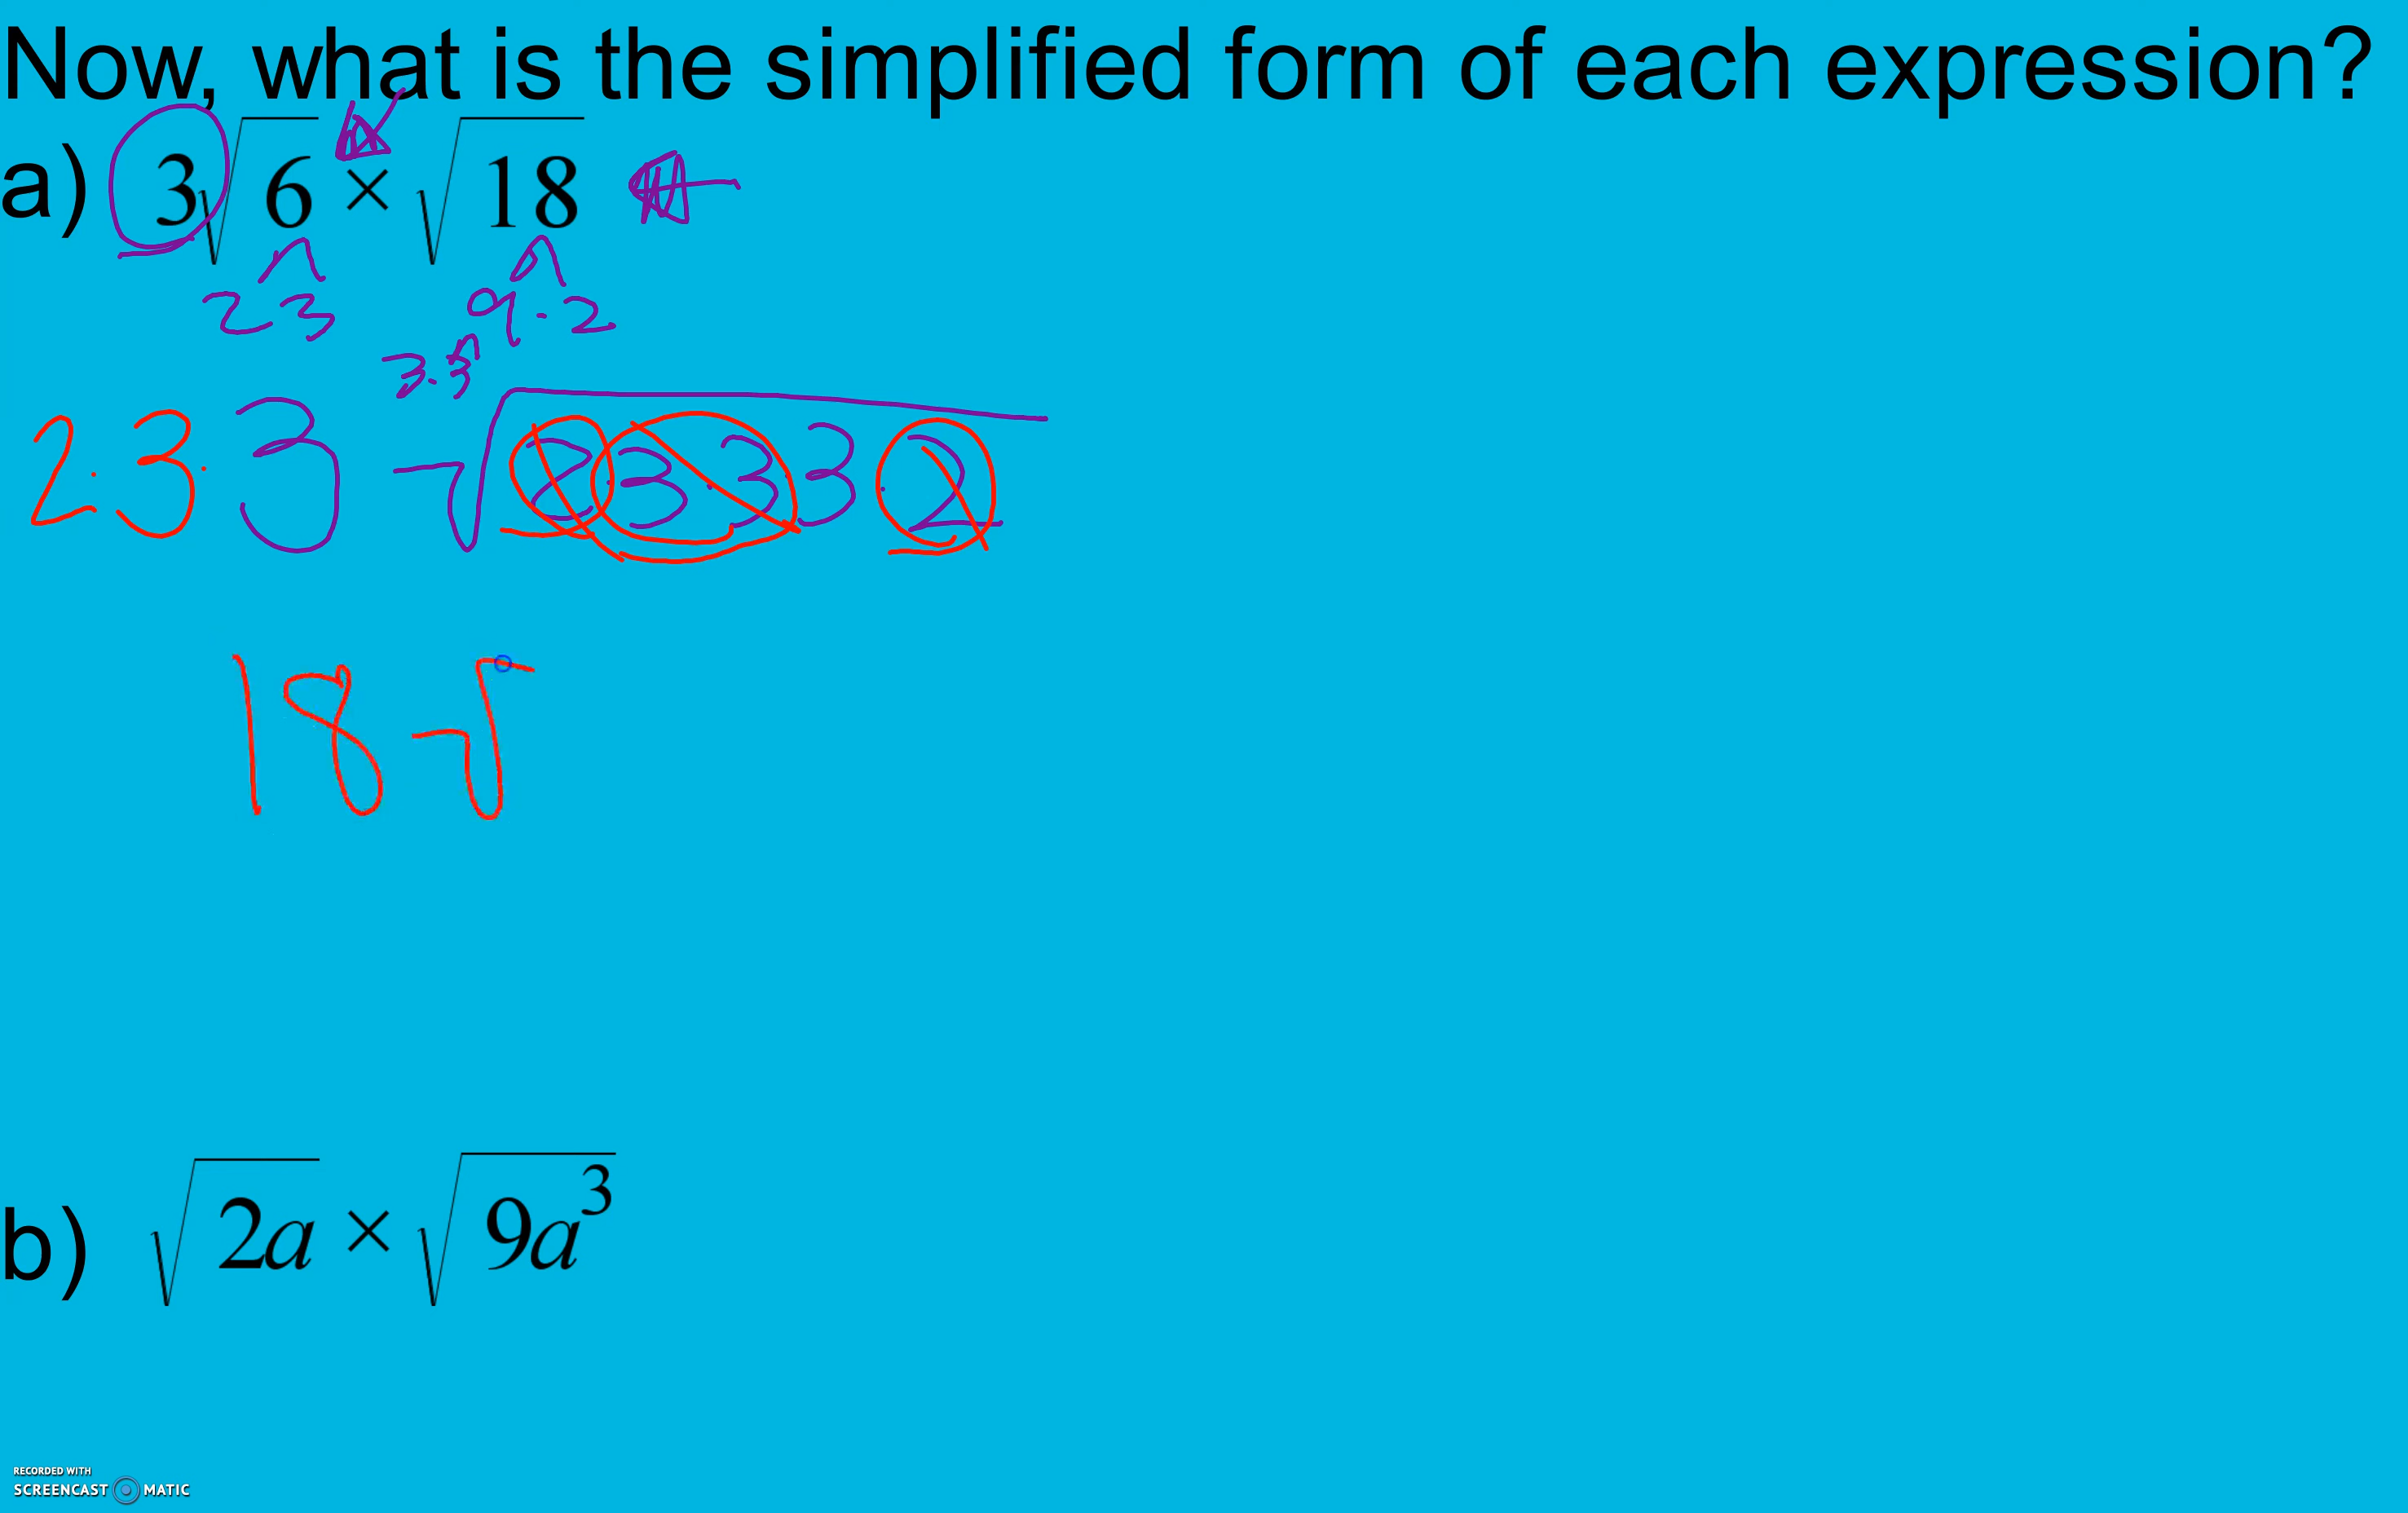 Now, what is the simplified form of each expression?
a) 3√6 × √18
2 3 9·2
3·3
2·3·3√2·3·3 3·2
18√
b) √2a × √9a³
RECORDED WITH
SCREENCAST MATIC